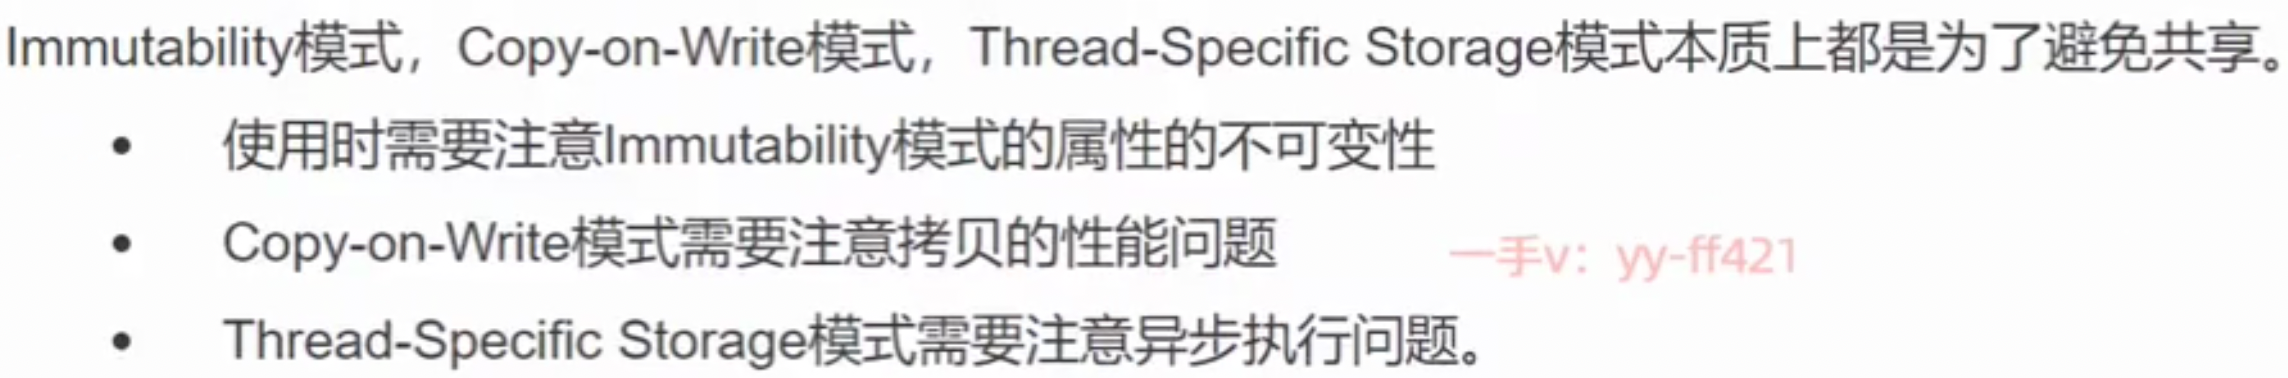 Immutability模式，Copy-on-Write模式，Thread-Specific Storage模式本质上都是为了避免共享。
• 使用时需要注意Immutability模式的属性的不可变性
• Copy-on-Write模式需要注意拷贝的性能问题
一手v：yy-ff421
• Thread-Specific Storage模式需要注意异步执行问题。